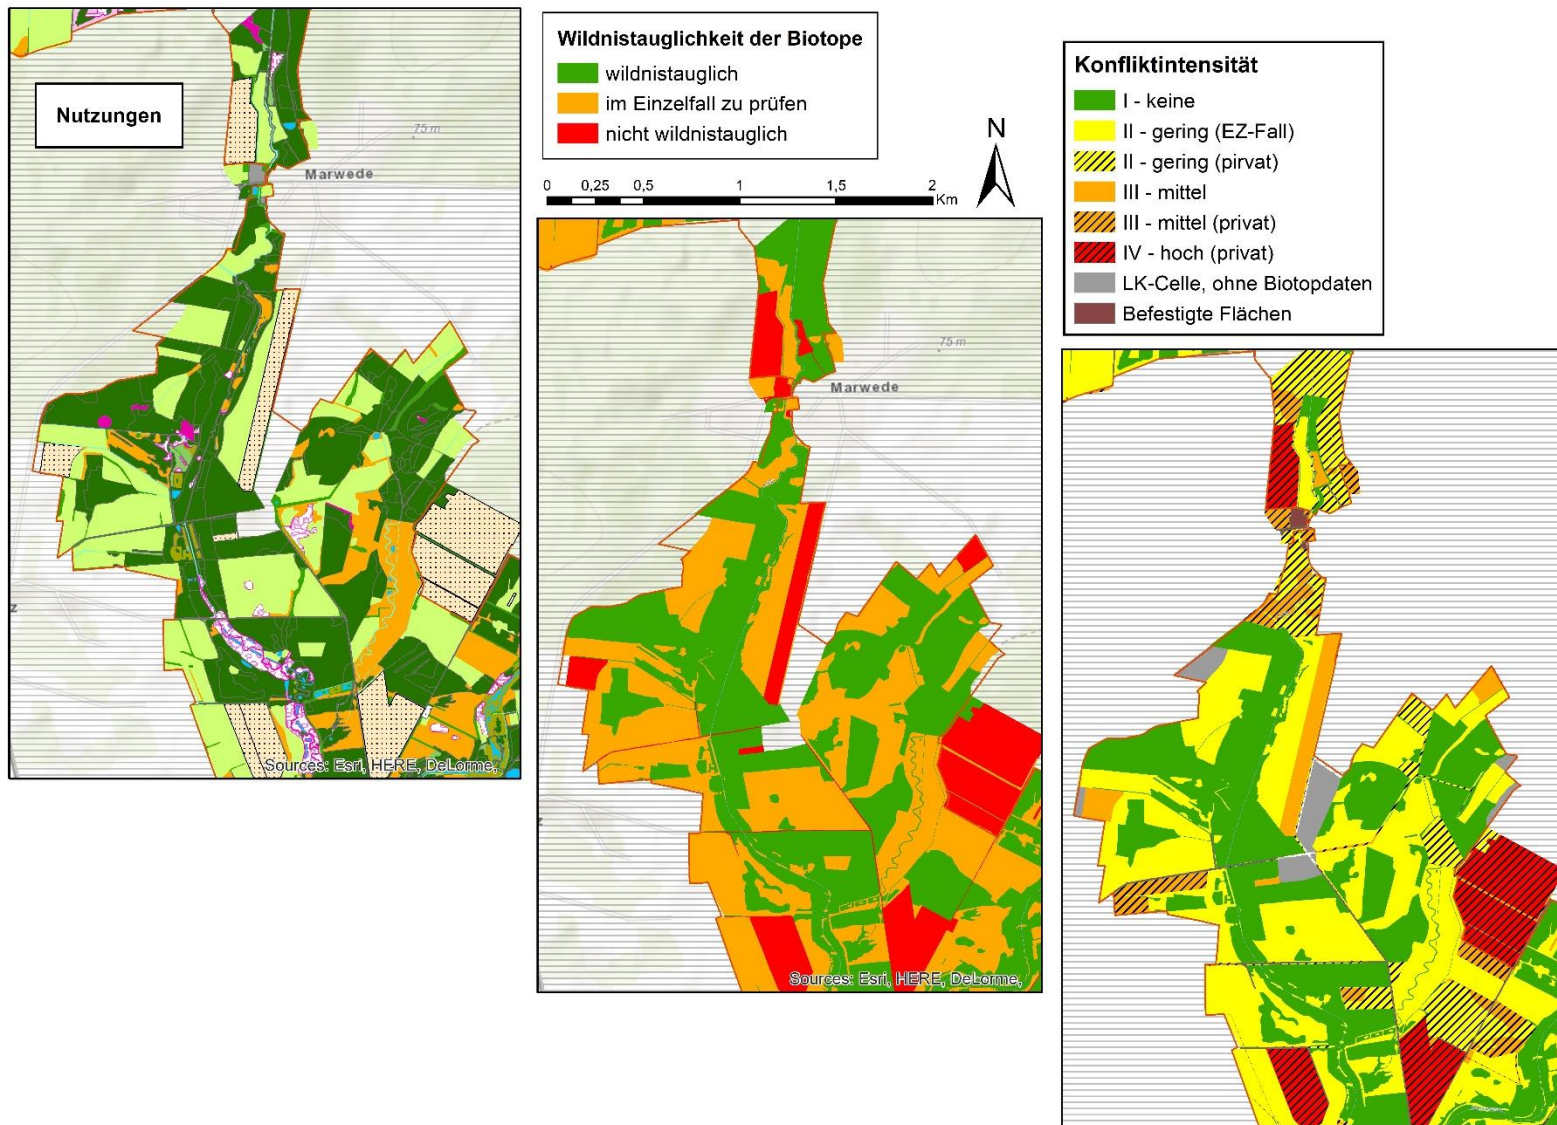 Nutzungen
75 m
Marwede
z
Sources: Esri, HERE, DeLorme,
Wildnistauglichkeit der Biotope
wildnistauglich
im Einzelfall zu prüfen
nicht wildnistauglich
0 0,25 0,5 1 1,5 2
Km
N
75 m
Marwede
z
Sources: Esri, HERE, DeLorme,
Konfliktintensität
I - keine
II - gering (EZ-Fall)
II - gering (pirvat)
III - mittel
III - mittel (privat)
IV - hoch (privat)
LK-Celle, ohne Biotopdaten
Befestigte Flächen